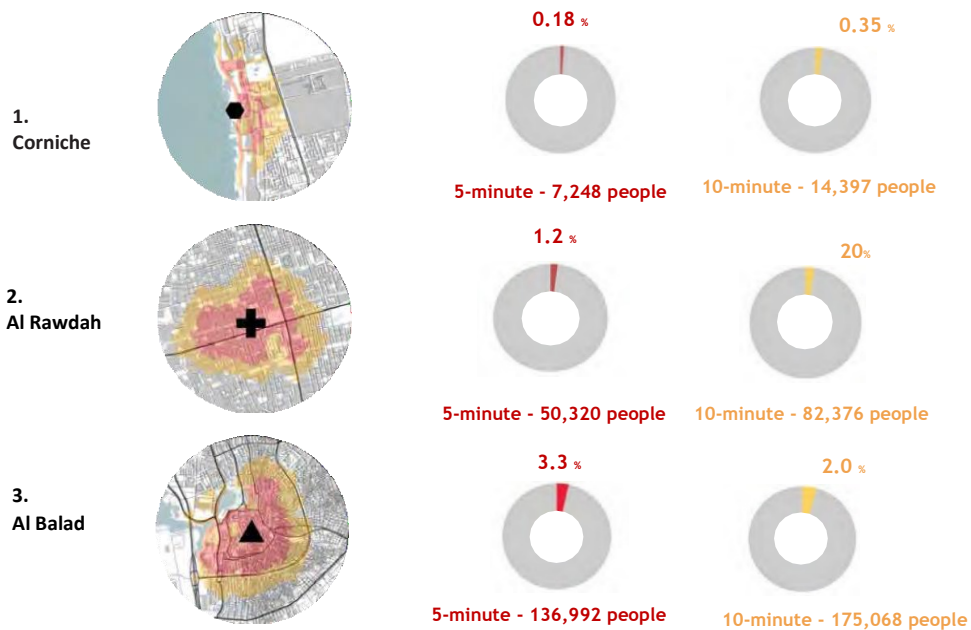 0.18 %
0.35 %
1.
Corniche
5-minute - 7,248 people
10-minute - 14,397 people
1.2 %
20%
2.
Al Rawdah
5-minute - 50,320 people
10-minute - 82,376 people
3.3 %
2.0 %
3.
Al Balad
5-minute - 136,992 people
10-minute - 175,068 people